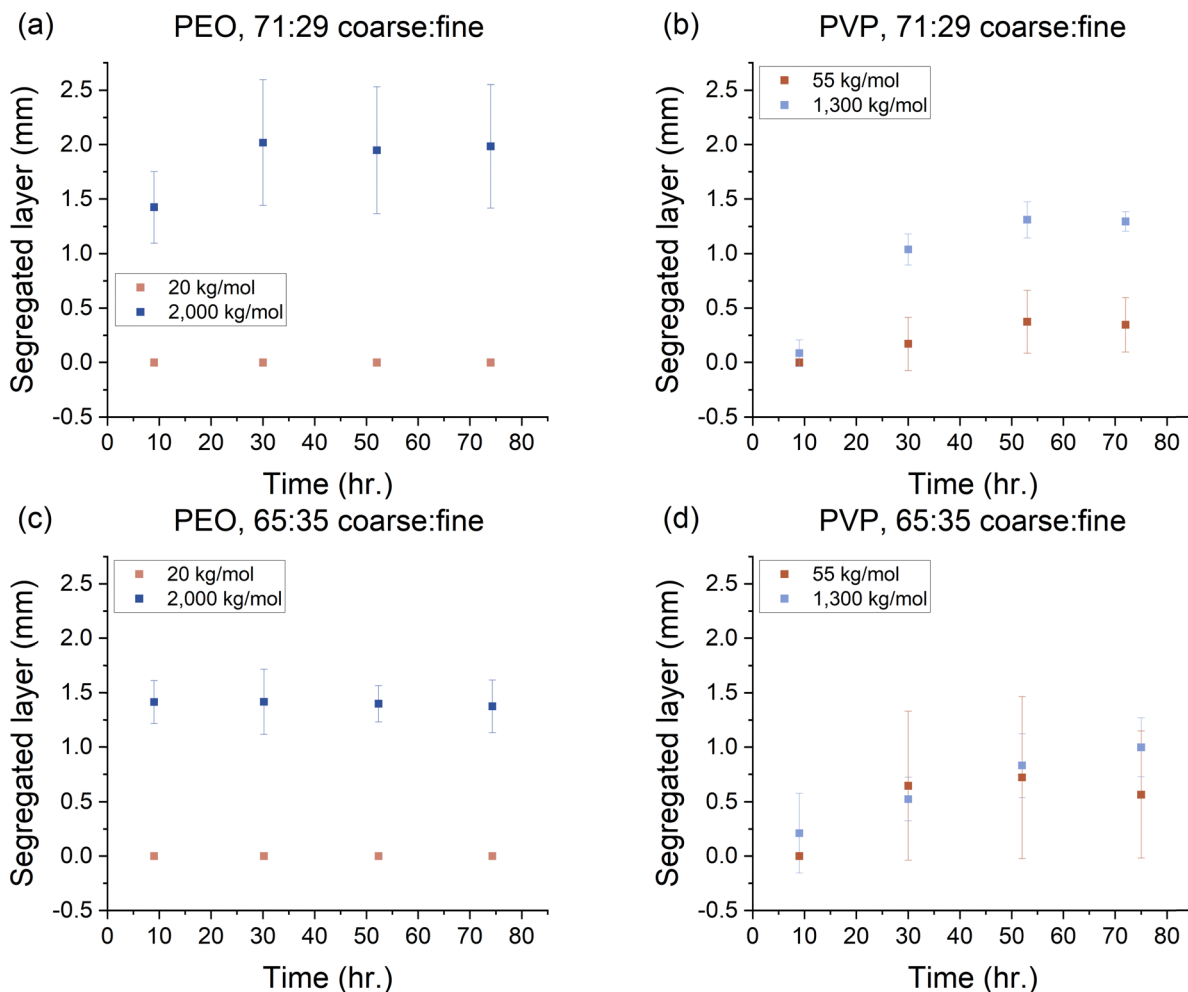 (a) PEO, 71:29 coarse:fine
Segregated layer (mm)
2.5
2.0
1.5
1.0
0.5
0.0
-0.5
20 kg/mol
2,000 kg/mol
0 10 20 30 40 50 60 70 80
Time (hr.)
(b) PVP, 71:29 coarse:fine
Segregated layer (mm)
2.5
2.0
1.5
1.0
0.5
0.0
-0.5
55 kg/mol
1,300 kg/mol
0 10 20 30 40 50 60 70 80
Time (hr.)
(c) PEO, 65:35 coarse:fine
Segregated layer (mm)
2.5
2.0
1.5
1.0
0.5
0.0
-0.5
20 kg/mol
2,000 kg/mol
0 10 20 30 40 50 60 70 80
Time (hr.)
(d) PVP, 65:35 coarse:fine
Segregated layer (mm)
2.5
2.0
1.5
1.0
0.5
0.0
-0.5
55 kg/mol
1,300 kg/mol
0 10 20 30 40 50 60 70 80
Time (hr.)